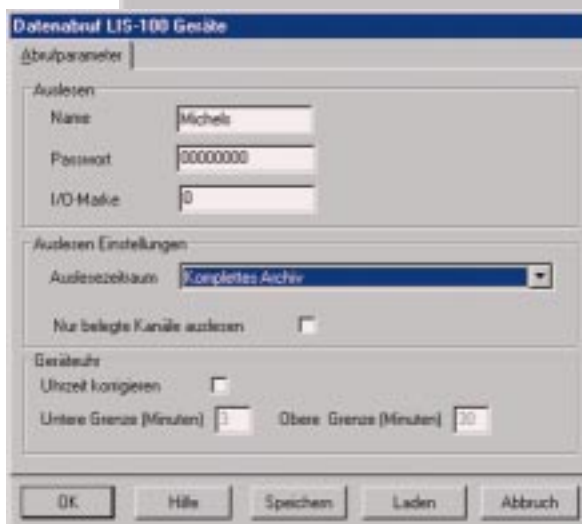 Datenabruf LIS-100 Geräte
Abrufparameter
Auslesen
Name Michels
Passwort 00000000
I/O-Marke 0
Auslesen Einstellungen
Auslesezeitraum Komplettes Archiv
Nur belegte Kanäle auslesen
Geräteuhr
Uhrzeit korrigieren
Untere Grenze (Minuten) Obere Grenze (Minuten) 30
OK Hilfe Speichern Laden Abbruch